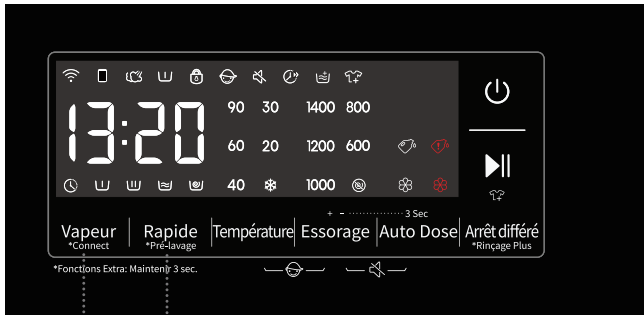 90 30 1400 800
13:20
60 20 1200 600
40 1000
+ - 3 Sec
Vapeur Rapide Température Essorage Auto Dose Arrêt différé
*Connect *Pré-lavage *Rinçage Plus
*Fonctions Extra: Maintenir 3 sec.